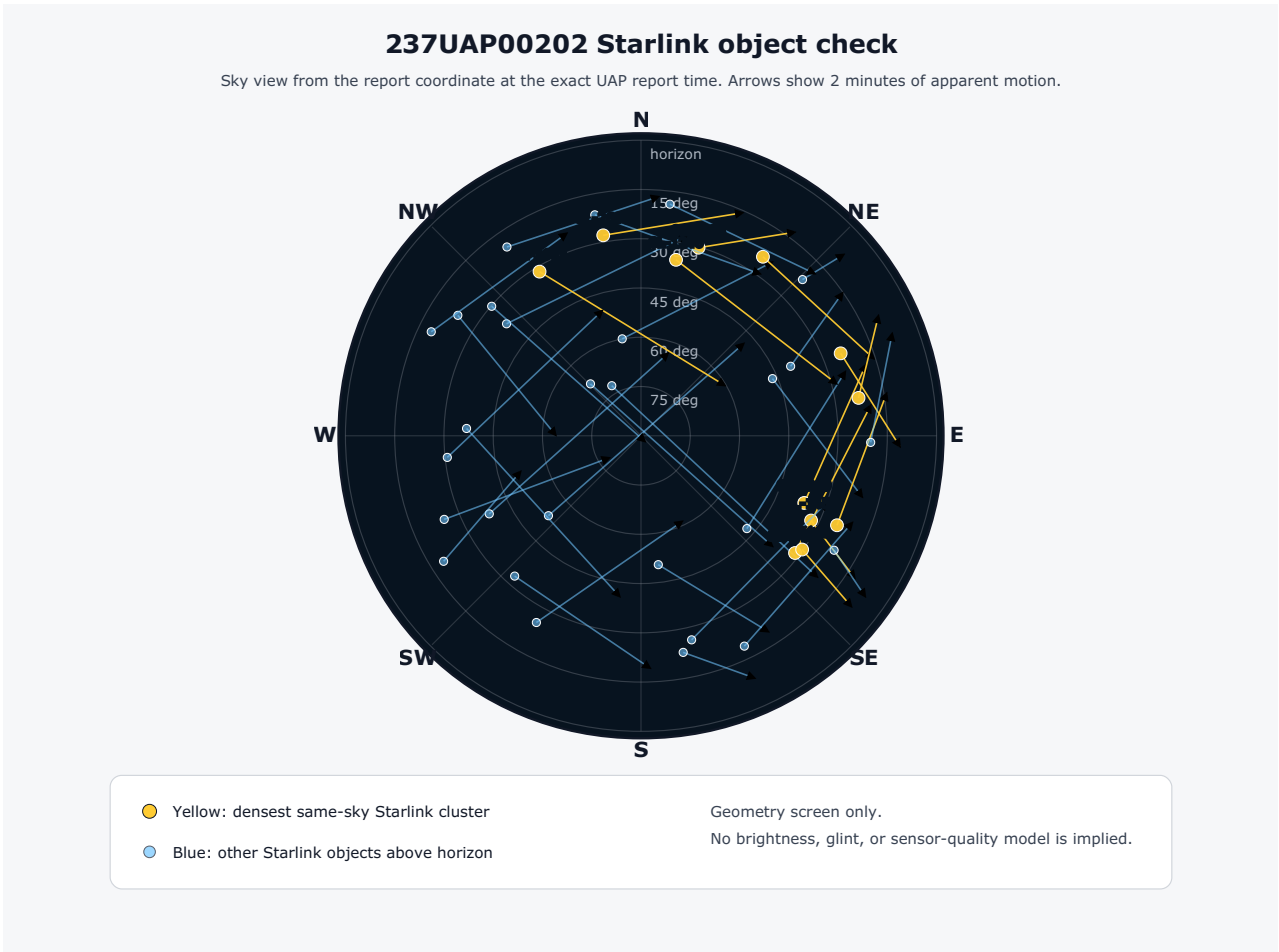 237UAP00202 Starlink object check
Sky view from the report coordinate at the exact UAP report time. Arrows show 2 minutes of apparent motion.
N
horizon
NW
15 deg
NE
30 deg
45 deg
60 deg
75 deg
W
E
SW
SE
S
Yellow: densest same-sky Starlink cluster
Blue: other Starlink objects above horizon
Geometry screen only.
No brightness, glint, or sensor-quality model is implied.